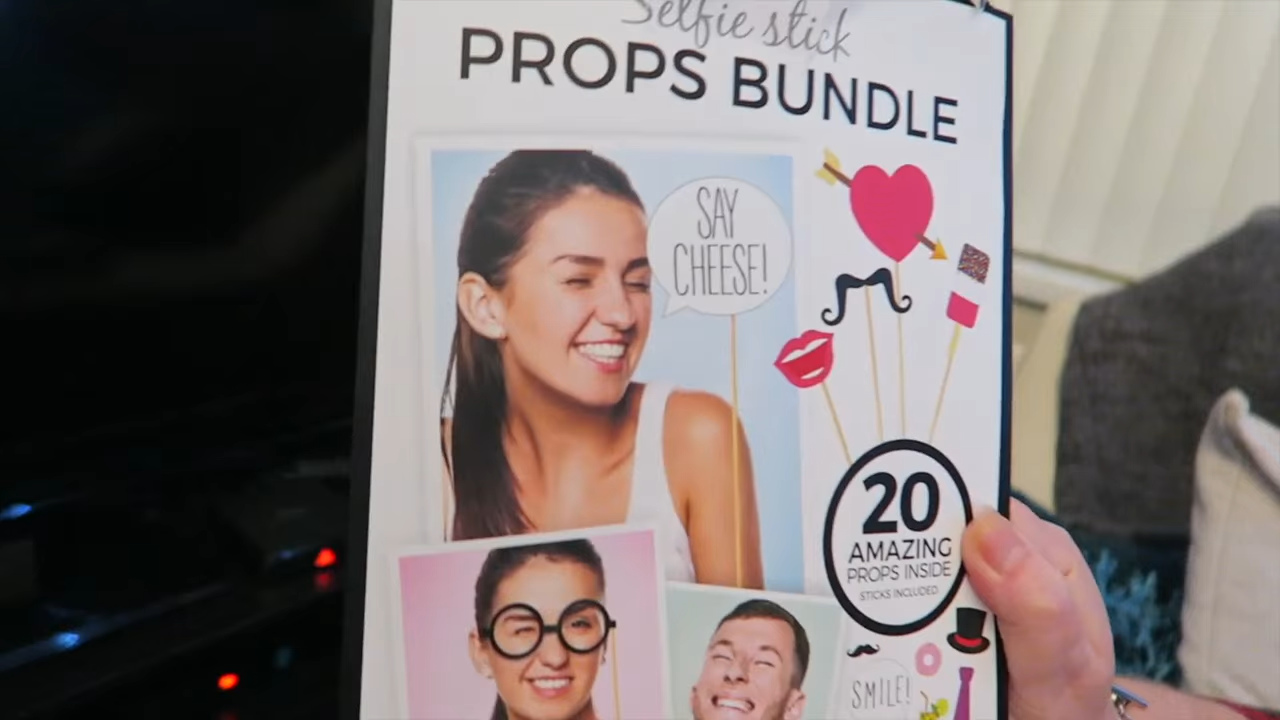 Selfie stick
PROPS BUNDLE
SAY
CHEESE!
20
AMAZING
PROPS INSIDE
STICKS INCLUDED
SMILE!